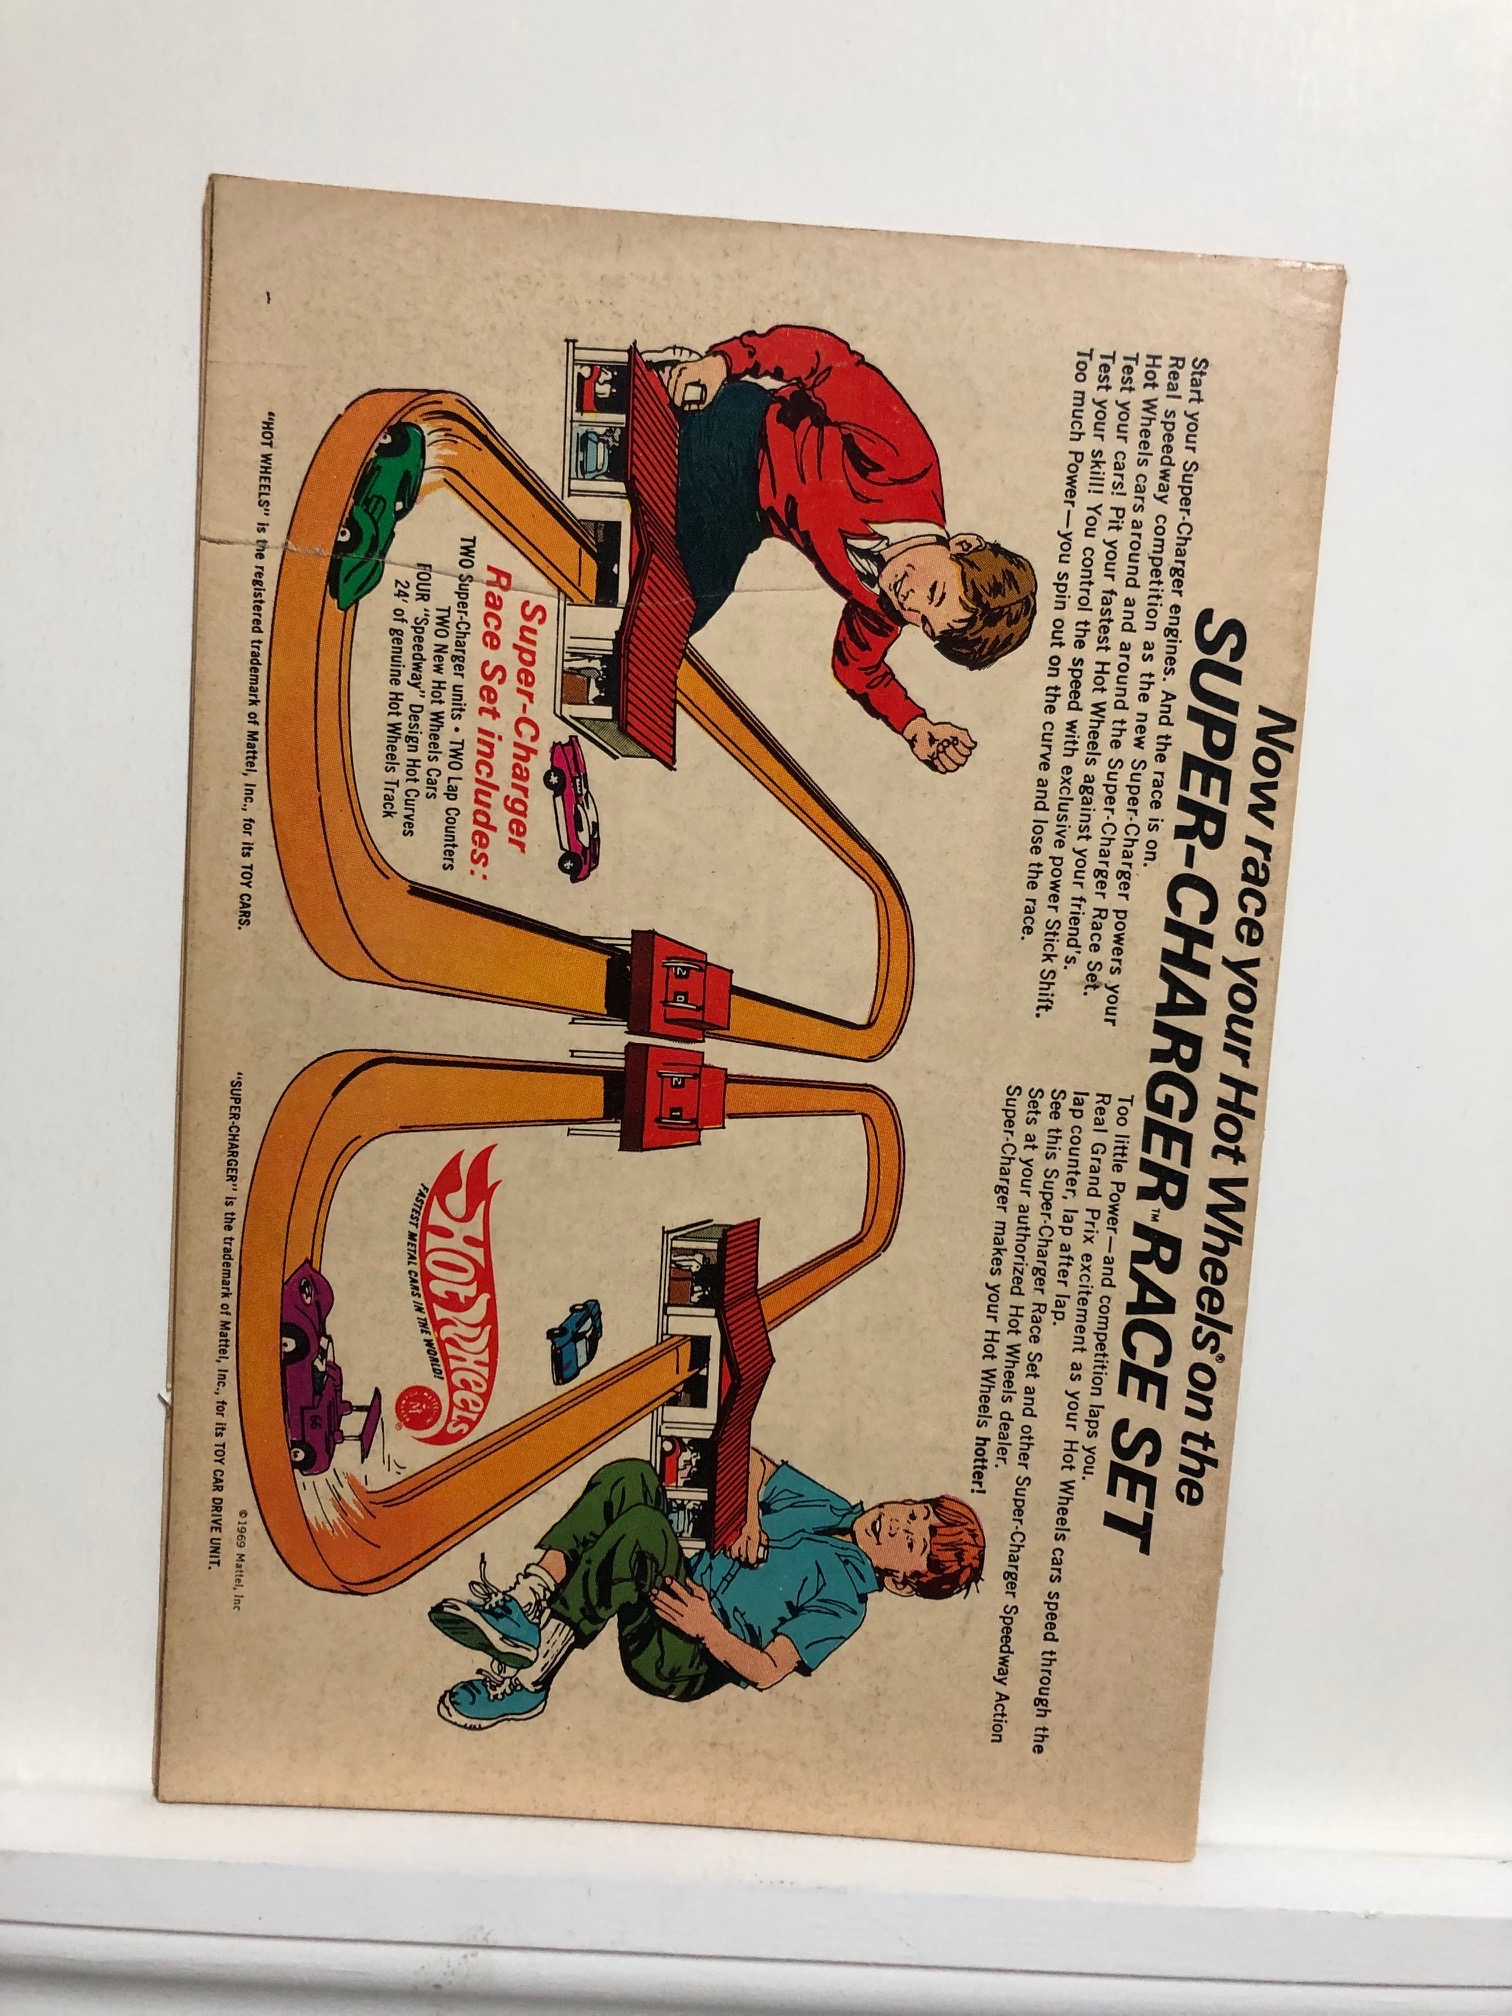 Now race your Hot Wheels® on the
SUPER-CHARGER™ RACE SET
Start your Super-Charger engines. And the race is on.
Real speedway competition as the new Super-Charger powers your
Hot Wheels cars around and around the Super-Charger Race Set.
Test your cars! Pit your fastest Hot Wheels against your friend's.
Test your skill! You control the speed with exclusive power Stick Shift.
Too much Power—you spin out on the curve and lose the race.
Too little Power—and competition laps you.
Real Grand Prix excitement as your Hot Wheels cars speed through the
lap counter, lap after lap.
See this Super-Charger Race Set and other Super-Charger Speedway Action
Sets at your authorized Hot Wheels dealer.
Super-Charger makes your Hot Wheels hotter!
2 0
2 1
Super-Charger
Race Set includes:
TWO Super-Charger units • TWO Lap Counters
TWO New Hot Wheels Cars
FOUR "Speedway" Design Hot Curves
24' of genuine Hot Wheels Track
Hot Wheels
FASTEST METAL CARS IN THE WORLD!
®
66
©1969 Mattel, Inc
"HOT WHEELS" is the registered trademark of Mattel, Inc., for its TOY CARS.
"SUPER-CHARGER" is the trademark of Mattel, Inc., for its TOY CAR DRIVE UNIT.